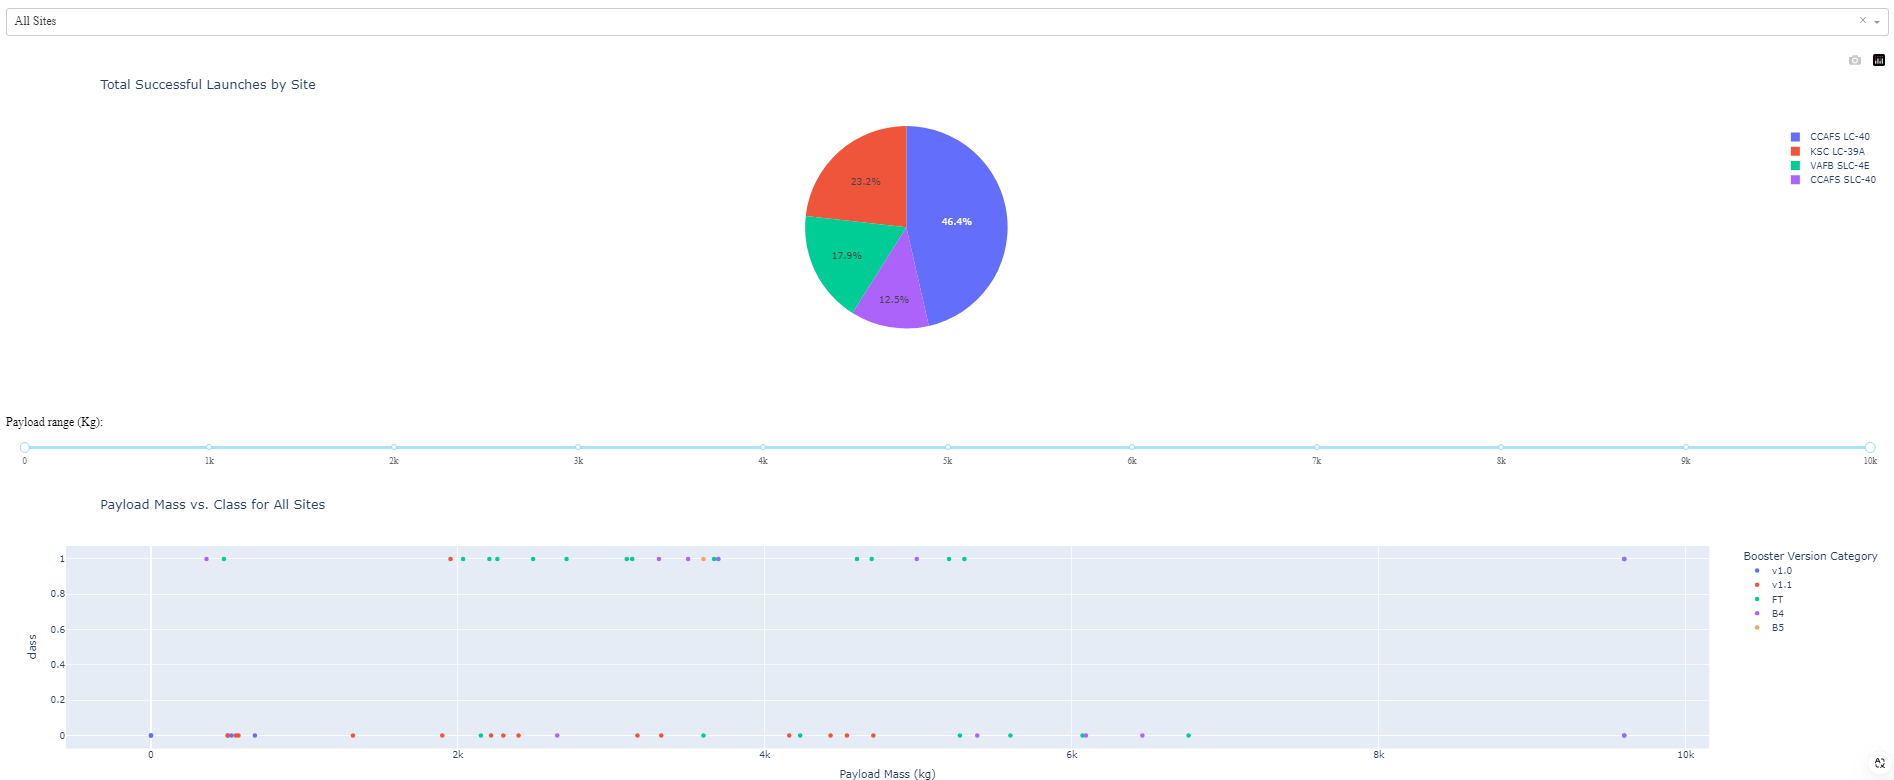 All Sites
Total Successful Launches by Site
CCAFS LC-40
KSC LC-39A
VAFB SLC-4E
CCAFS SLC-40
23.2%
46.4%
17.9%
12.5%
Payload range (Kg):
0 1k 2k 3k 4k 5k 6k 7k 8k 9k 10k
Payload Mass vs. Class for All Sites
Booster Version Category
v1.0
v1.1
FT
B4
B5
1
0.8
0.6
0.4
0.2
0
class
0 2k 4k 6k 8k 10k
Payload Mass (kg)